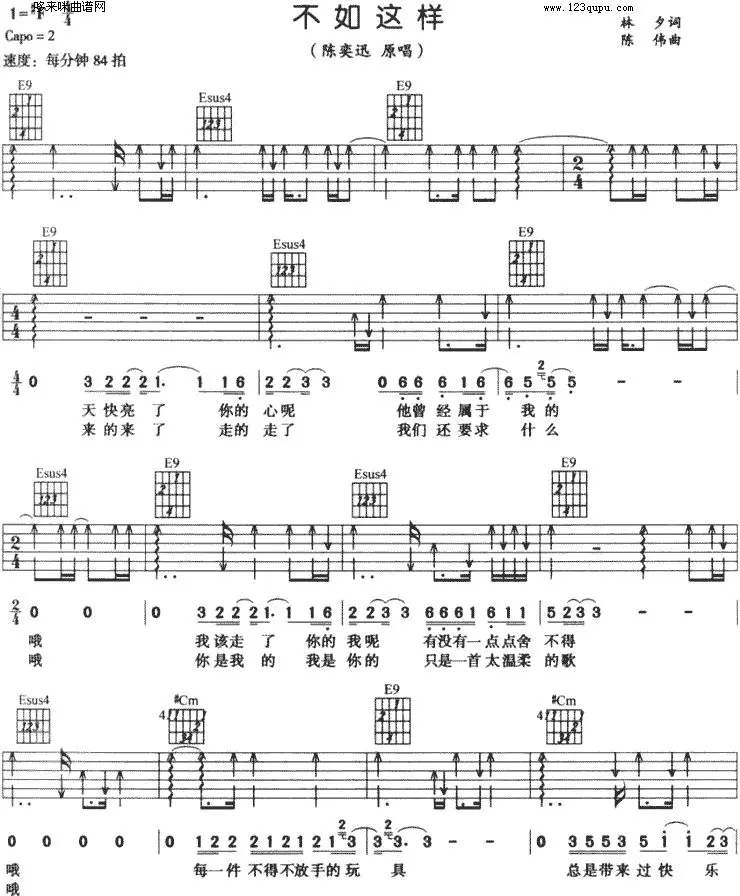 哆来咪曲谱网
www.123qupu.com
不如这样
(陈奕迅 原唱)
林 夕词
陈 伟曲
1=#F 4/4
Capo=2
速度：每分钟84拍
E9 Esus4 E9
2/4
E9 Esus4 E9
4/4
4/4 0 3 2 2 2 1. 1 1 6 2 2 3 3 0 6 6 6 1 6 6 5 5 5 - -
天快亮了 你的心呢 他曾经属于 我的
来的来了 走的走了 我们还要求 什么
Esus4 E9 Esus4 E9
2/4
2/4 0 0 0 3 2 2 2 1. 1 1 6 2 2 3 3 6 6 6 1 6 1 1 5 2 3 3 - -
哦 我该走了 你的我呢 有没有一点点舍不得
哦 你是我的 我是你的 只是一首太温柔的歌
Esus4 #Cm E9 #Cm
4 4
0 0 0 0 0 1 2 2 2 1 2 1 2 1 3 3. 3 - - 0 3 5 5 5 5 i i 2 3
哦 每一件不得不放手的玩 具 总是带来过快 乐
哦